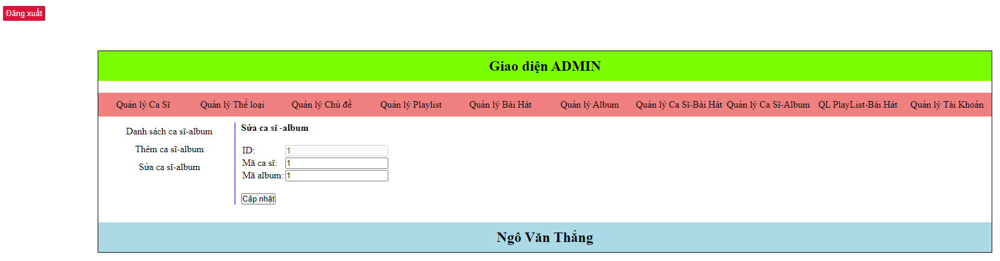 Đăng xuất
Giao diện ADMIN
Quản lý Ca Sĩ Quản lý Thể loại Quản lý Chủ đề Quản lý Playlist Quản lý Bài Hát Quản lý Album Quản lý Ca Sĩ-Bài Hát Quản lý Ca Sĩ-Album QL PlayList-Bài Hát Quản lý Tài Khoản
Danh sách ca sĩ-album
Thêm ca sĩ-album
Sửa ca sĩ-album
Sửa ca sĩ -album
ID: 1
Mã ca sĩ: 1
Mã album: 1
Cập nhật
Ngô Văn Thắng